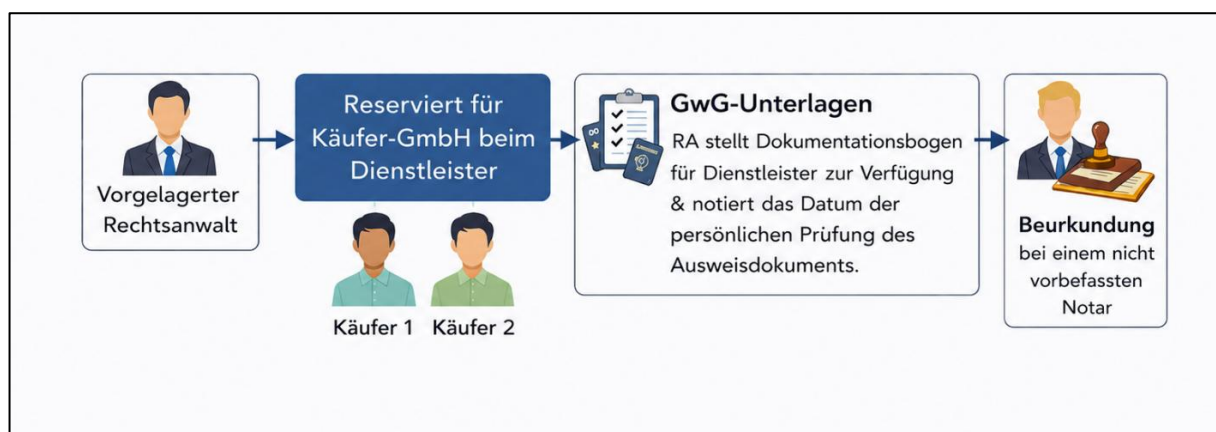 Vorgelagerter
Rechtsanwalt
Reserviert für
Käufer-GmbH beim
Dienstleister
Käufer 1
Käufer 2
GwG-Unterlagen
RA stellt Dokumentationsbogen
für Dienstleister zur Verfügung
& notiert das Datum der
persönlichen Prüfung des
Ausweisdokuments.
Beurkundung
bei einem nicht
vorbefassten
Notar